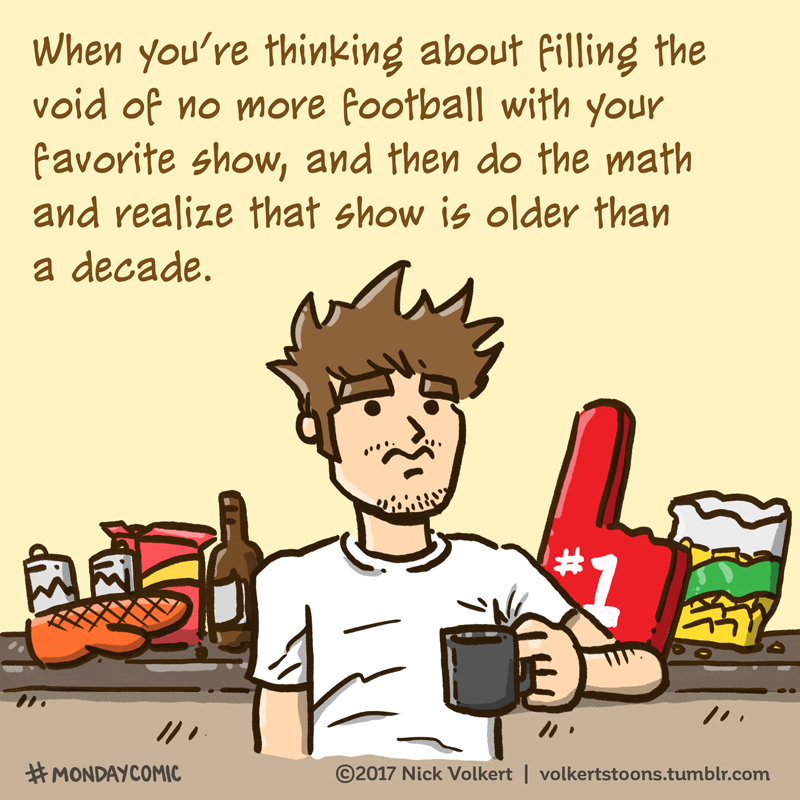 When you're thinking about filling the
void of no more football with your
favorite show, and then do the math
and realize that show is older than
a decade.
#1
#MONDAYCOMIC
©2017 Nick Volkert | volkertstoons.tumblr.com